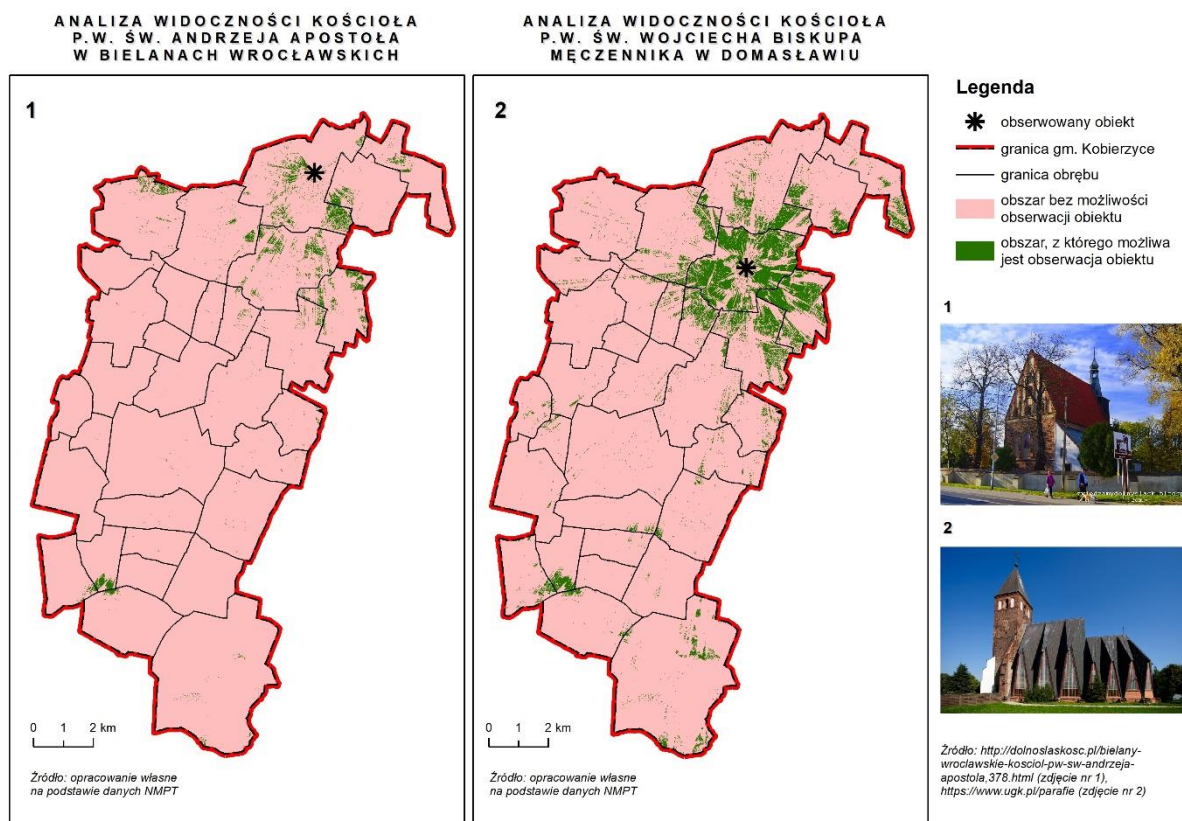 ANALIZA WIDOCZNOŚCI KOŚCIOŁA
P.W. ŚW. ANDRZEJA APOSTOŁA
W BIELANACH WROCŁAWSKICH
ANALIZA WIDOCZNOŚCI KOŚCIOŁA
P.W. ŚW. WOJCIECHA BISKUPA
MĘCZENNIKA W DOMASŁAWIU
1
0 1 2 km
Źródło: opracowanie własne
na podstawie danych NMPT
2
0 1 2 km
Źródło: opracowanie własne
na podstawie danych NMPT
Legenda
obserwowany obiekt
granica gm. Kobierzyce
granica obrębu
obszar bez możliwości
obserwacji obiektu
obszar, z którego możliwa
jest obserwacja obiektu
1
2
Źródło: http://dolnoslaskosc.pl/bielany-
wroclawskie-kosciol-pw-sw-andrzeja-
apostola,378.html (zdjęcie nr 1),
https://www.ugk.pl/parafie (zdjęcie nr 2)